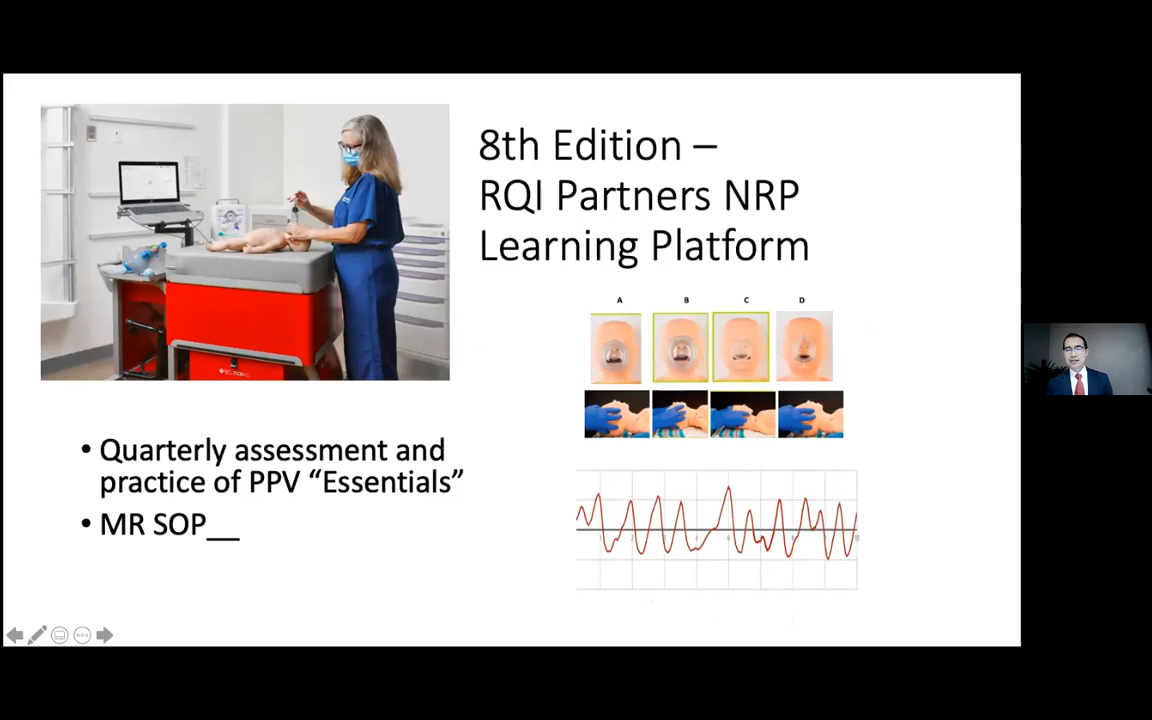 8th Edition –
RQI Partners NRP
Learning Platform
A B C D
• Quarterly assessment and
practice of PPV “Essentials”
• MR SOP__